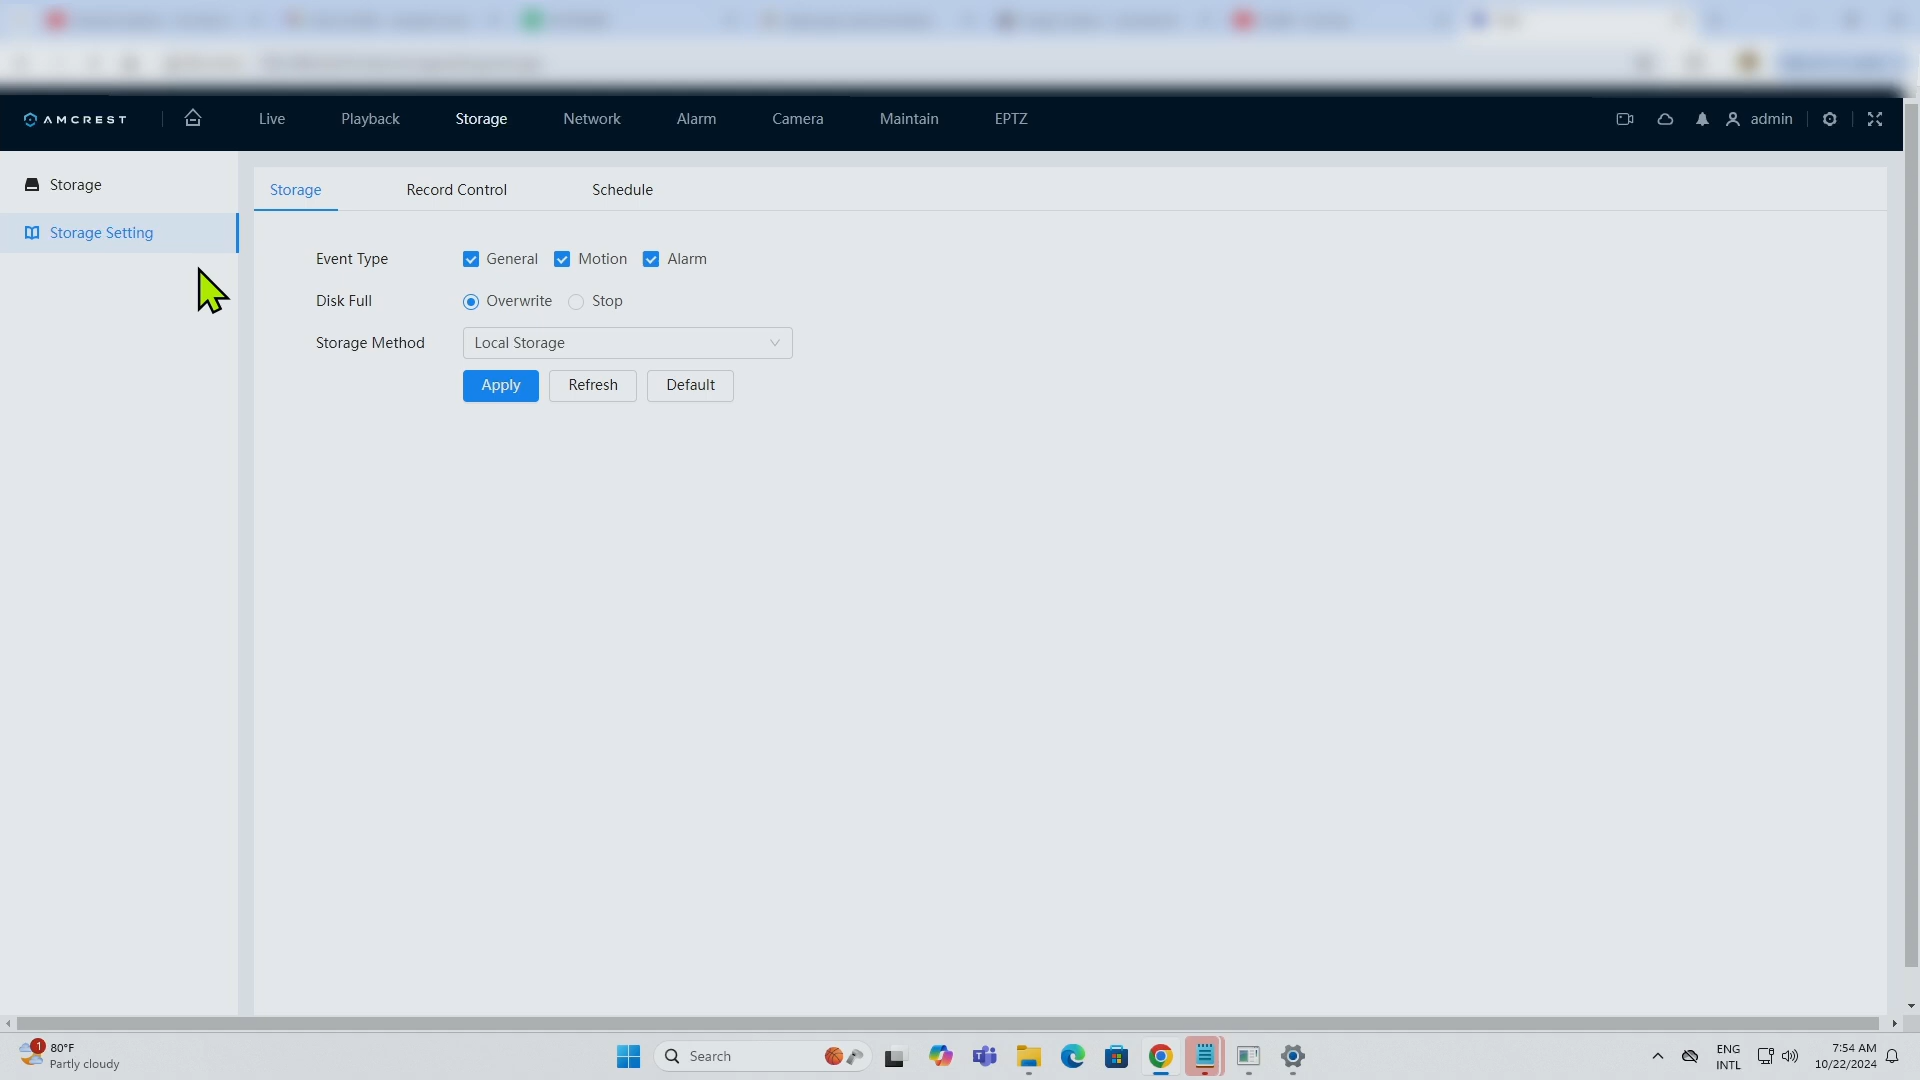 AMCREST Live Playback Storage Network Alarm Camera Maintain EPTZ admin
Storage
Storage Setting
Storage Record Control Schedule
Event Type General Motion Alarm
Disk Full Overwrite Stop
Storage Method Local Storage
Apply Refresh Default
1 80°F
Partly cloudy
Search
ENG
INTL
7:54 AM
10/22/2024